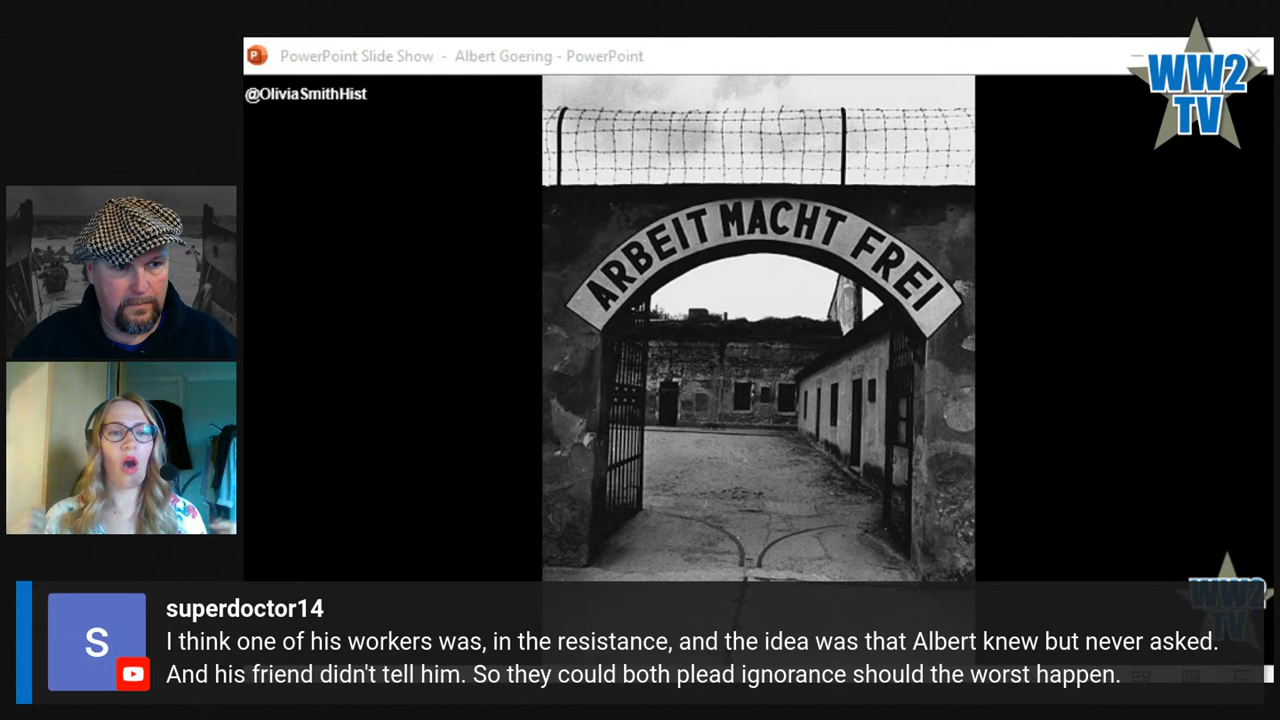 PowerPoint Slide Show - Albert Goering - PowerPoint
WW2
TV
@OliviaSmithHist
ARBEIT MACHT FREI
WW2
TV
S
superdoctor14
I think one of his workers was, in the resistance, and the idea was that Albert knew but never asked.
And his friend didn't tell him. So they could both plead ignorance should the worst happen.